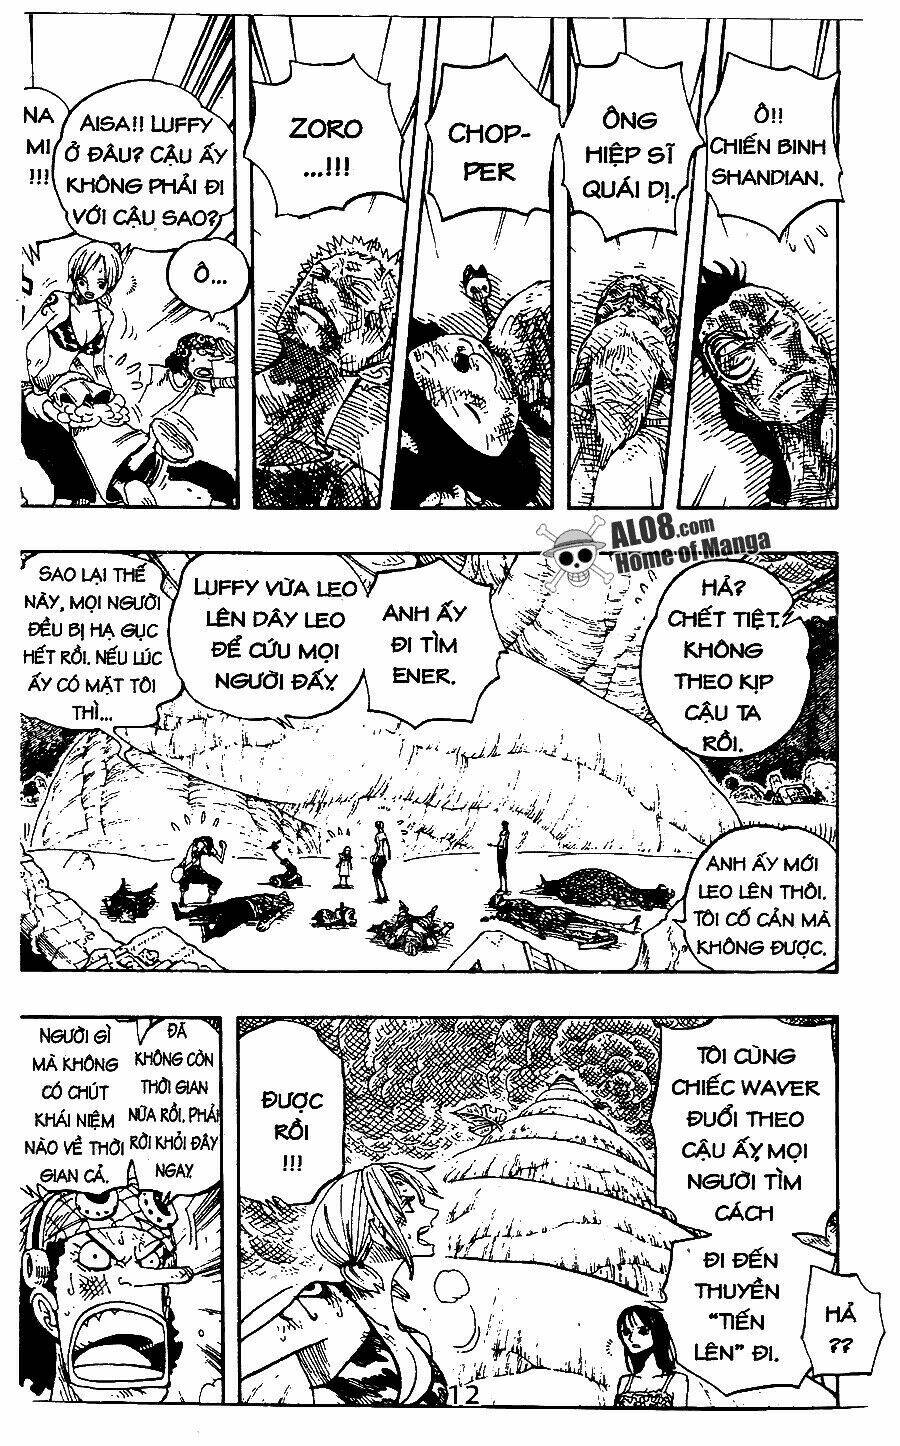 NA
MI
!!!
AISA!! LUFFY
Ở ĐÂU? CẬU ẤY
KHÔNG PHẢI ĐI
VỚI CẬU SAO?
Ô...
ZORO
...!!!
CHOP-
PER
ÔNG
HIỆP SĨ
QUÁI DỊ.
Ô!!
CHIẾN BINH
SHANDIAN.
ALO8.com
Home of Manga
SAO LẠI THẾ
NÀY, MỌI NGƯỜI
ĐỀU BỊ HẠ GỤC
HẾT RỒI. NẾU LÚC
ẤY CÓ MẶT TÔI
THÌ...
LUFFY VỪA LEO
LÊN DÂY LEO
ĐỂ CỨU MỌI
NGƯỜI ĐẤY.
ANH ẤY
ĐI TÌM
ENER.
HẢ?
CHẾT TIỆT.
KHÔNG
THEO KỊP
CẬU TA
RỒI.
ANH ẤY MỚI
LEO LÊN THÔI.
TÔI CỐ CẢN MÀ
KHÔNG ĐƯỢC.
NGƯỜI GÌ
MÀ KHÔNG
CÓ CHÚT
KHÁI NIỆM
NÀO VỀ THỜI
GIAN CẢ.
ĐÃ
KHÔNG CÒN
THỜI GIAN
NỮA RỒI. PHẢI
RỜI KHỎI ĐÂY
NGAY.
ĐƯỢC
RỒI
!!!
TÔI CÙNG
CHIẾC WAVER
ĐUỔI THEO
CẬU ẤY, MỌI
NGƯỜI TÌM
CÁCH
ĐI ĐẾN
THUYỀN
“TIẾN
LÊN” ĐI.
HẢ
??
12